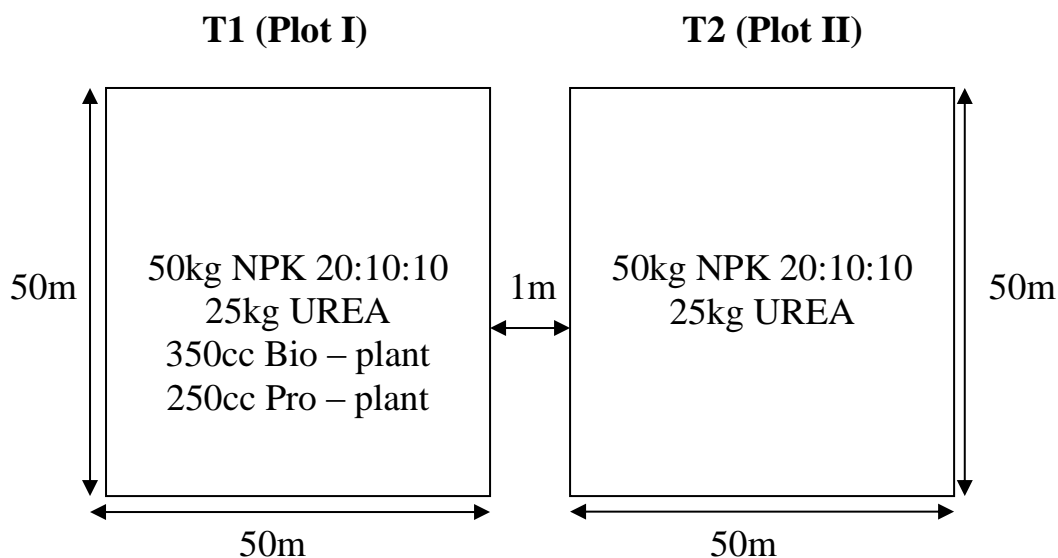 T1 (Plot I)
T2 (Plot II)
50m
50kg NPK 20:10:10
25kg UREA
350cc Bio – plant
250cc Pro – plant
1m
50kg NPK 20:10:10
25kg UREA
50m
50m
50m